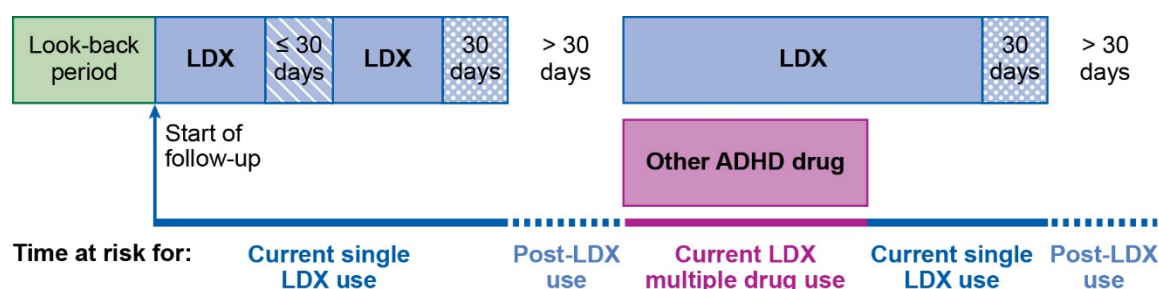 Look-back
period
LDX
≤ 30
days
LDX
30
days
> 30
days
LDX
30
days
> 30
days
Start of
follow-up
Other ADHD drug
Time at risk for:
Current single
LDX use
Post-LDX
use
Current LDX
multiple drug use
Current single
LDX use
Post-LDX
use